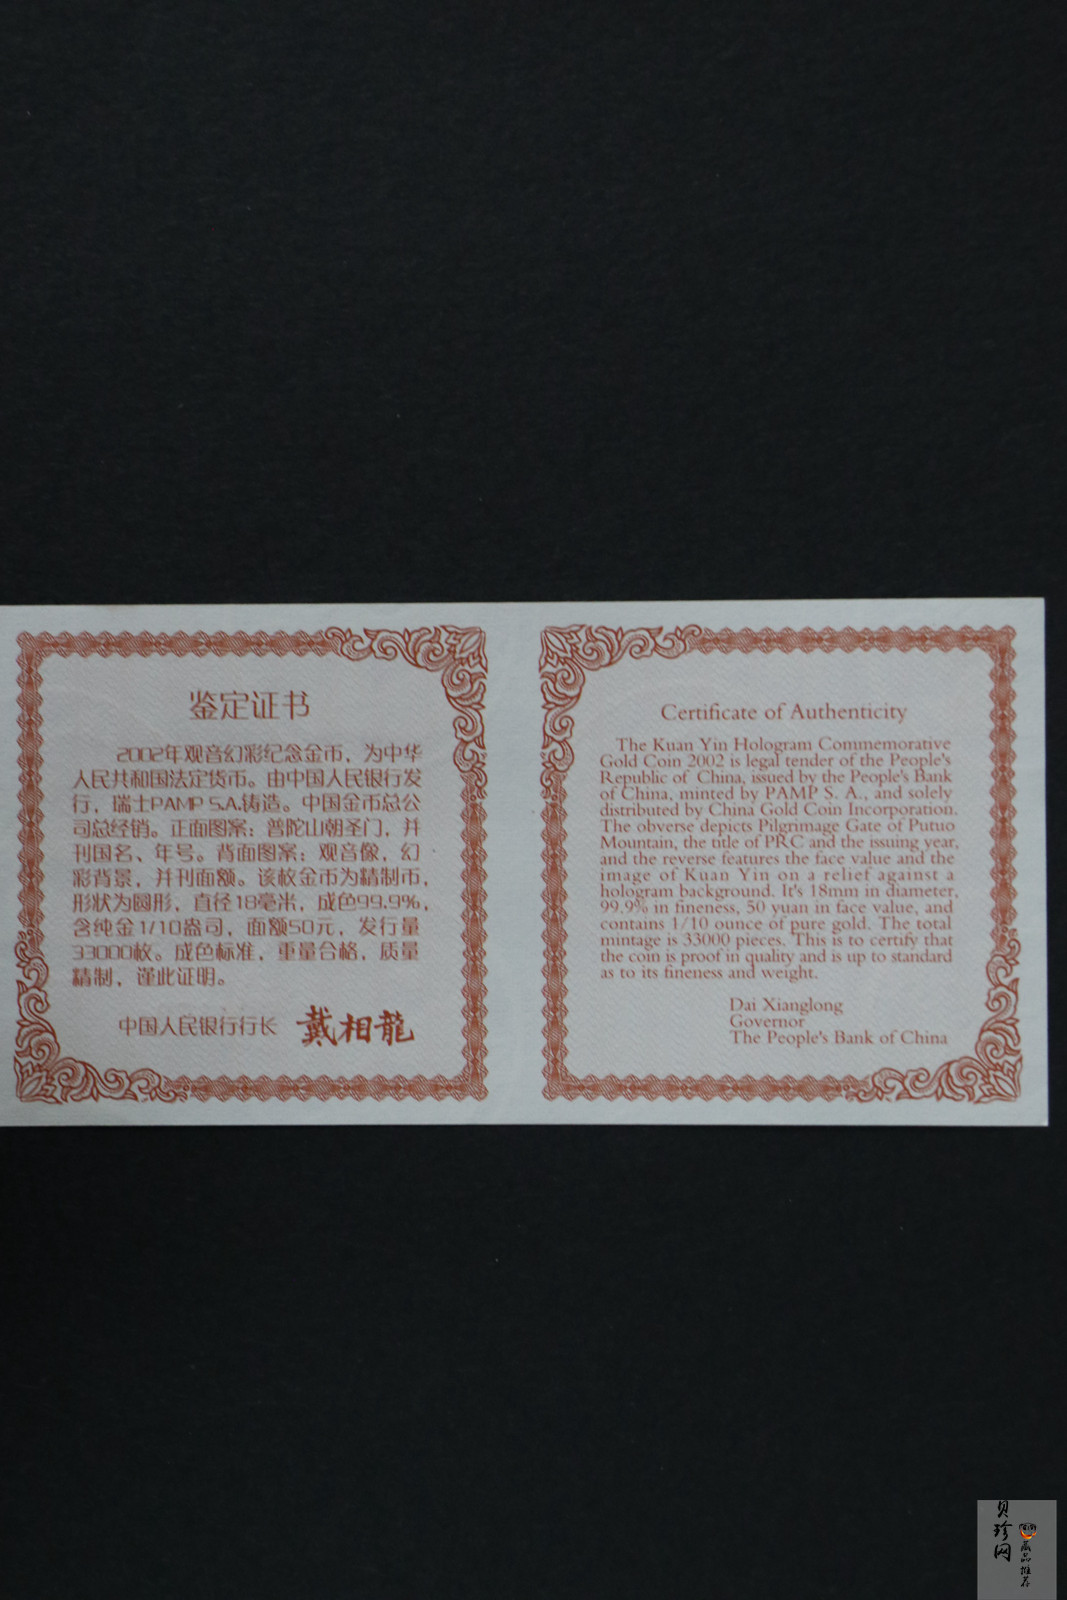 鉴定证书
2002年观音幻彩纪念金币，为中华
人民共和国法定货币。由中国人民银行发
行，瑞士PAMP S.A.铸造。中国金币总公
司总经销。正面图案：普陀山朝圣门，并
刊国名、年号。背面图案：观音像，幻
彩背景，并刊面额。该枚金币为精制币，
形状为圆形，直径18毫米，成色99.9%，
含纯金1/10盎司，面额50元，发行量
33000枚。成色标准，重量合格，质量
精制，谨此证明。
中国人民银行行长 戴相龍
Certificate of Authenticity
The Kuan Yin Hologram Commemorative
Gold Coin 2002 is legal tender of the People's
Republic of China, issued by the People's Bank
of China, minted by PAMP S. A., and solely
distributed by China Gold Coin Incorporation.
The obverse depicts Pilgrimage Gate of Putuo
Mountain, the title of PRC and the issuing year,
and the reverse features the face value and the
image of Kuan Yin on a relief against a
hologram background. It's 18mm in diameter,
99.9% in fineness, 50 yuan in face value, and
contains 1/10 ounce of pure gold. The total
mintage is 33000 pieces. This is to certify that
the coin is proof in quality and is up to standard
as to its fineness and weight.
Dai Xianglong
Governor
The People's Bank of China
贝珍网
藏品推荐